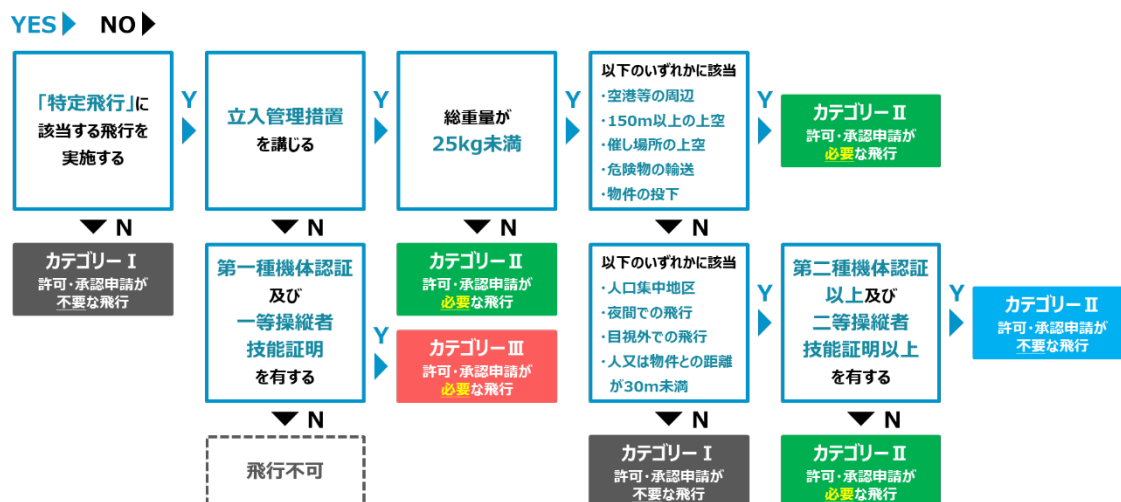 YES NO
「特定飛行」に
該当する飛行を
実施する
Y
立入管理措置
を講じる
Y
総重量が
25kg未満
Y
以下のいずれかに該当
・空港等の周辺
・150m以上の上空
・催し場所の上空
・危険物の輸送
・物件の投下
Y
カテゴリーⅡ
許可・承認申請が
必要な飛行
N
N
N
N
カテゴリーⅠ
許可・承認申請が
不要な飛行
第一種機体認証
及び
一等操縦者
技能証明
を有する
Y
カテゴリーⅡ
許可・承認申請が
必要な飛行
カテゴリーⅢ
許可・承認申請が
必要な飛行
以下のいずれかに該当
・人口集中地区
・夜間での飛行
・目視外での飛行
・人又は物件との距離
が30m未満
Y
第二種機体認証
以上及び
二等操縦者
技能証明以上
を有する
Y
カテゴリーⅡ
許可・承認申請が
不要な飛行
N
N
N
飛行不可
カテゴリーⅠ
許可・承認申請が
不要な飛行
カテゴリーⅡ
許可・承認申請が
必要な飛行